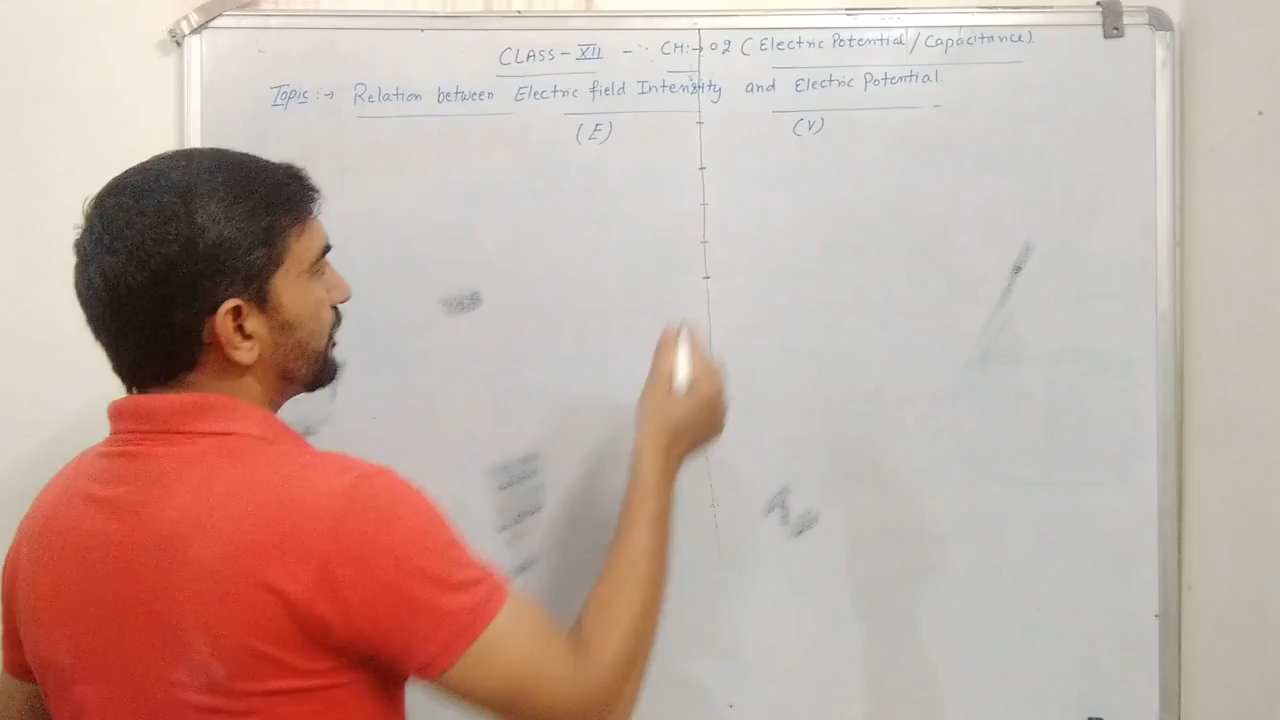 CLASS-XII -:- CH:→02 (Electric Potential/Capacitance)
Topic:→ Relation between Electric field Intensity and Electric Potential.
(E) (V)